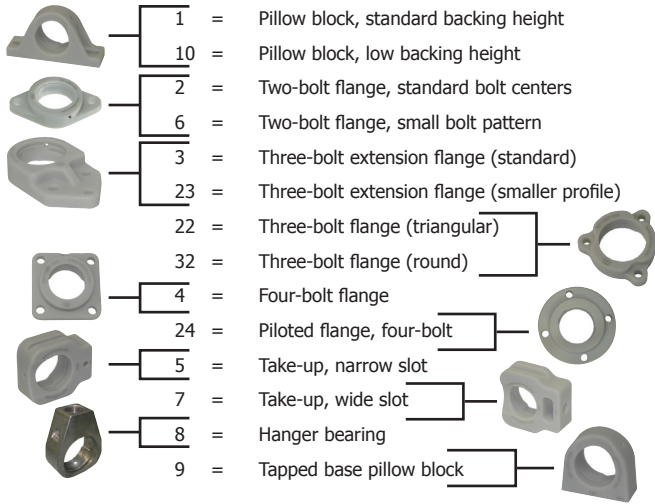 1 = Pillow block, standard backing height
10 = Pillow block, low backing height
2 = Two-bolt flange, standard bolt centers
6 = Two-bolt flange, small bolt pattern
3 = Three-bolt extension flange (standard)
23 = Three-bolt extension flange (smaller profile)
22 = Three-bolt flange (triangular)
32 = Three-bolt flange (round)
4 = Four-bolt flange
24 = Piloted flange, four-bolt
5 = Take-up, narrow slot
7 = Take-up, wide slot
8 = Hanger bearing
9 = Tapped base pillow block